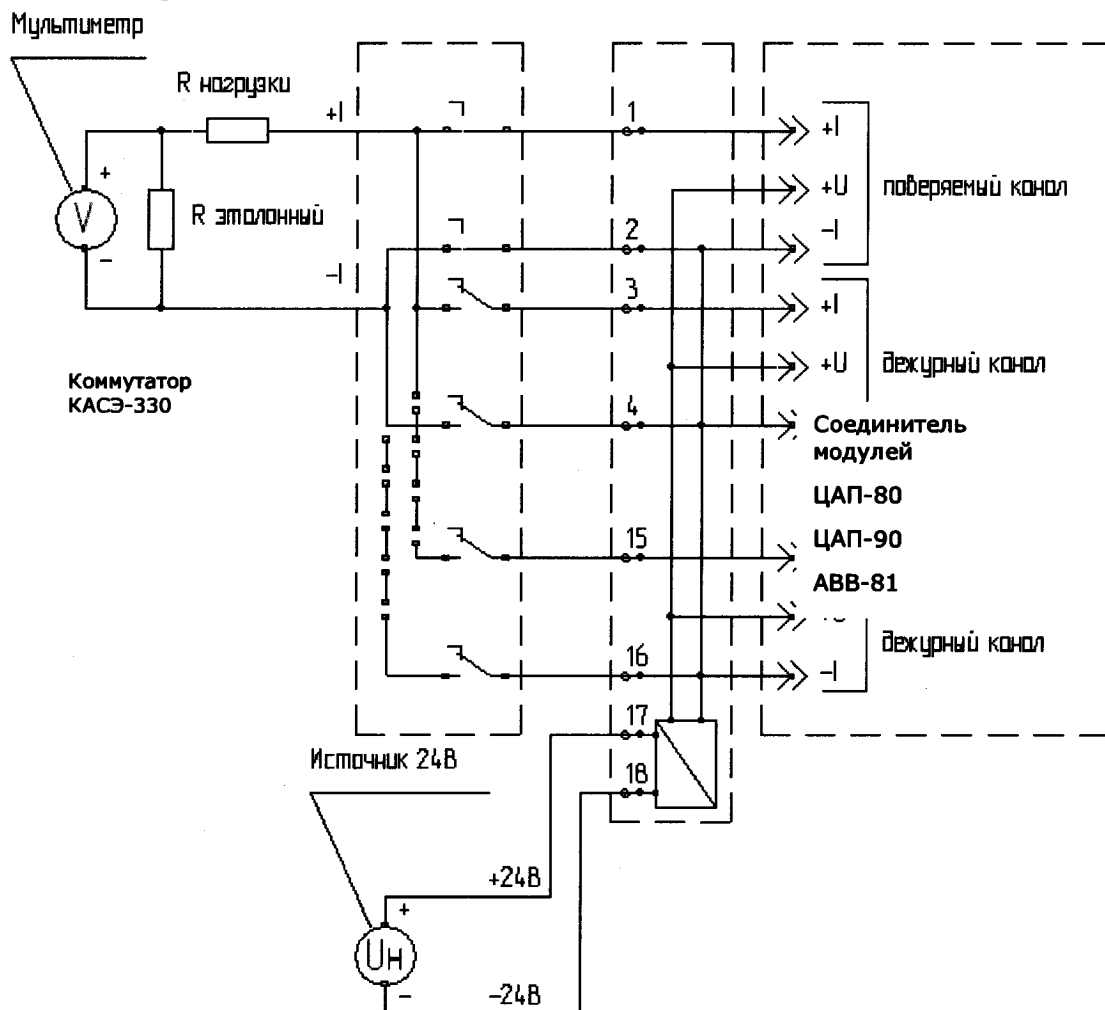 Мультиметр
R нагрузки
+I
1
+I
+
V
R эталонный
+U
поверяемый канал
2
-I
-
-I
3
+I
Коммутатор
КАСЭ-330
+U
дежурный канал
4
Соединитель
модулей
ЦАП-80
ЦАП-90
АВВ-81
15
дежурный канал
16
-I
17
Источник 24В
18
+24В
+
Uн
-
-24В